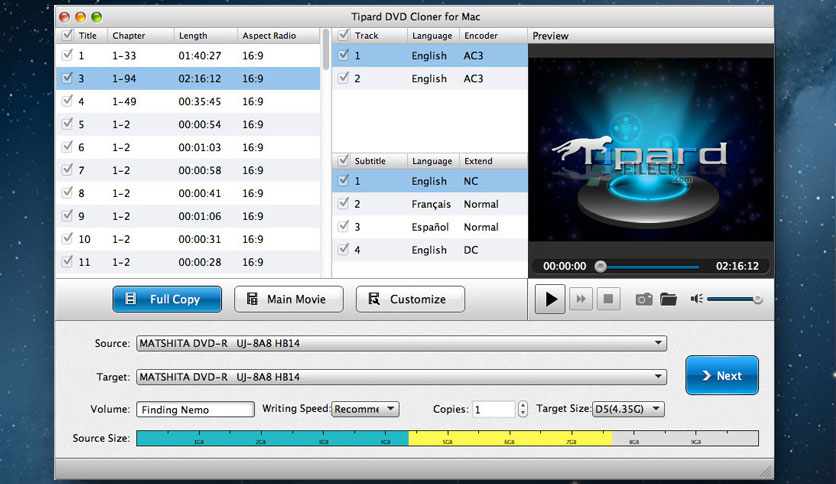 Tipard DVD Cloner for Mac
Title Chapter Length Aspect Radio
1 1-33 01:40:27 16:9
3 1-94 02:16:12 16:9
4 1-49 00:35:45 16:9
5 1-2 00:00:54 16:9
6 1-2 00:01:03 16:9
7 1-2 00:00:58 16:9
8 1-2 00:00:41 16:9
9 1-2 00:01:06 16:9
10 1-2 00:00:31 16:9
11 1-2 00:00:28 16:9
Track Language Encoder
1 English AC3
2 English AC3
Subtitle Language Extend
1 English NC
2 Français Normal
3 Español Normal
4 English DC
Preview
Tipard
FILECR
.com
00:00:00 02:16:12
Full Copy Main Movie Customize
Source: MATSHITA DVD-R UJ-8A8 HB14
Target: MATSHITA DVD-R UJ-8A8 HB14
Next
Volume: Finding Nemo Writing Speed: Recomme Copies: 1 Target Size: D5(4.35G)
Source Size: 1GB 2GB 3GB 4GB 5GB 6GB 7GB 8GB 9GB